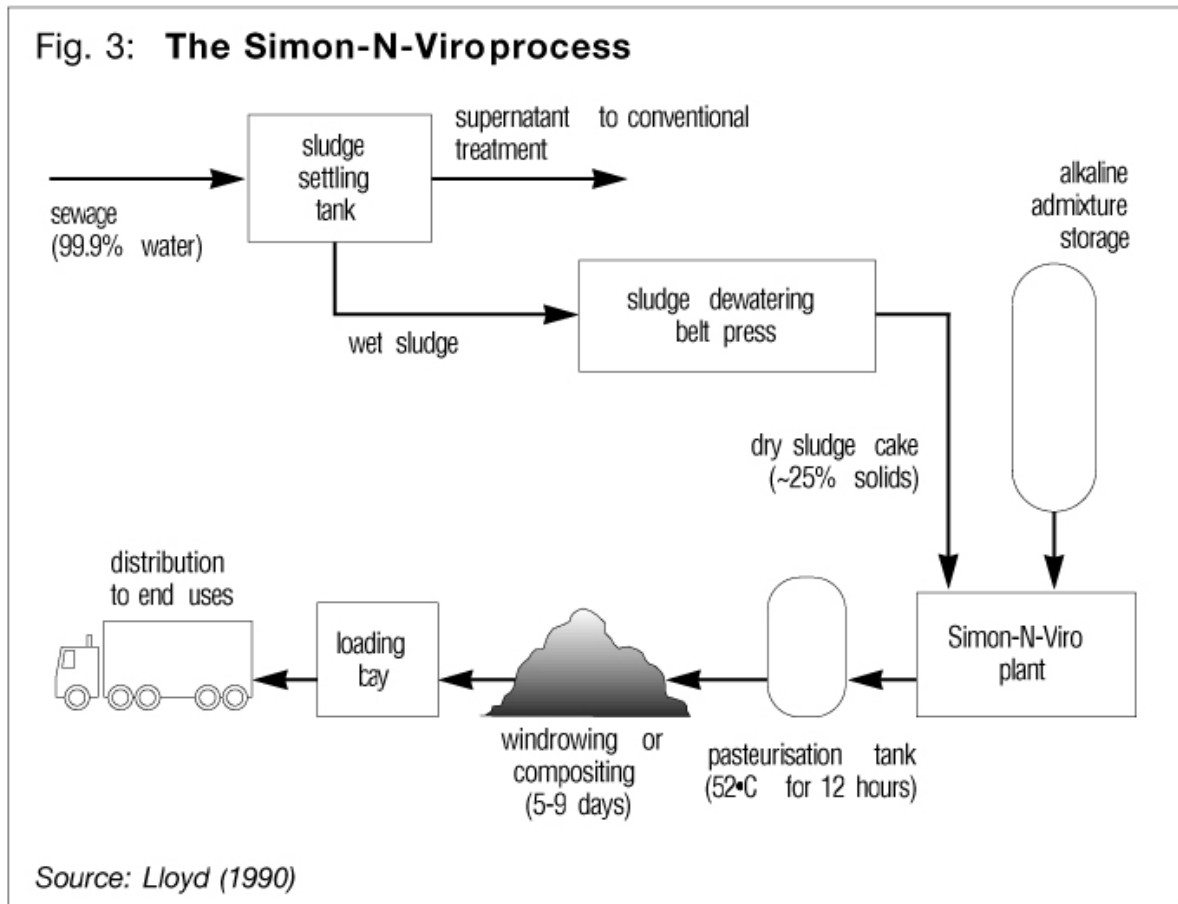 Fig. 3: The Simon-N-Viroprocess
sludge
settling
tank
supernatant to conventional
treatment
sewage
(99.9% water)
alkaline
admixture
storage
sludge dewatering
belt press
wet sludge
dry sludge cake
(~25% solids)
Simon-N-Viro
plant
pasteurisation tank
(52•C for 12 hours)
windrowing or
compositing
(5-9 days)
loading
bay
distribution
to end uses
Source: Lloyd (1990)